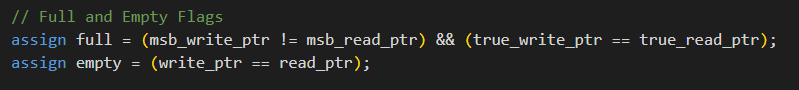 // Full and Empty Flags
assign full = (msb_write_ptr != msb_read_ptr) && (true_write_ptr == true_read_ptr);
assign empty = (write_ptr == read_ptr);